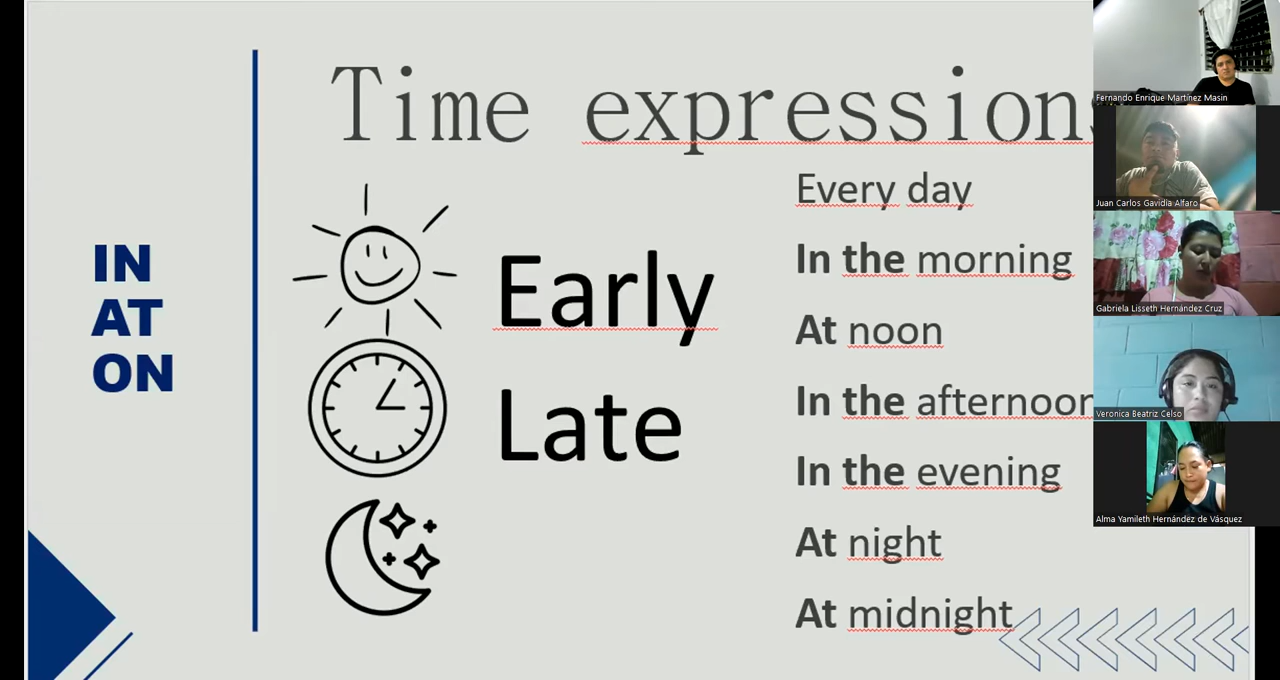 Time expressions
IN
AT
ON
Early
Late
Every day
In the morning
At noon
In the afternoon
In the evening
At night
At midnight
Fernando Enrique Martínez Masin
Juan Carlos Gavidia Alfaro
Gabriela Lisseth Hernández Cruz
Veronica Beatriz Celso
Alma Yamileth Hernández de Vásquez